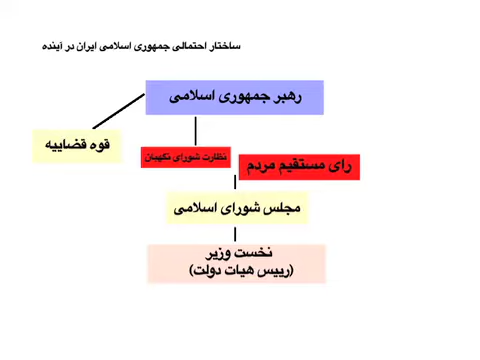 ساختار احتمالی جمهوری اسلامی ایران در آینده
رهبر جمهوری اسلامی
قوه قضاییه
نظارت شورای نگهبان
رای مستقیم مردم
مجلس شورای اسلامی
نخست وزیر
(رییس هیات دولت)